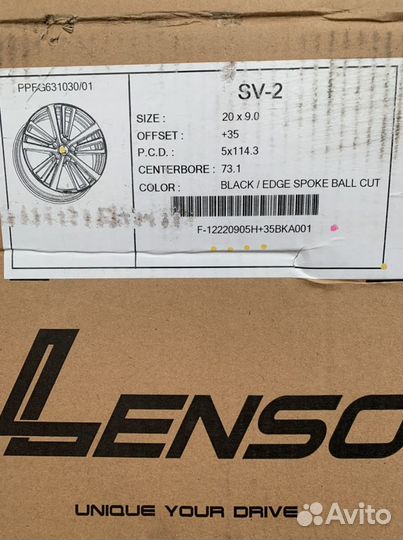 PPFG631030/01
SV-2
SIZE : 20 x 9.0
OFFSET : +35
P.C.D. : 5x114.3
CENTERBORE : 73.1
COLOR : BLACK / EDGE SPOKE BALL CUT
F-12220905H+35BKA001
LENSO
UNIQUE YOUR DRIVE
Avito